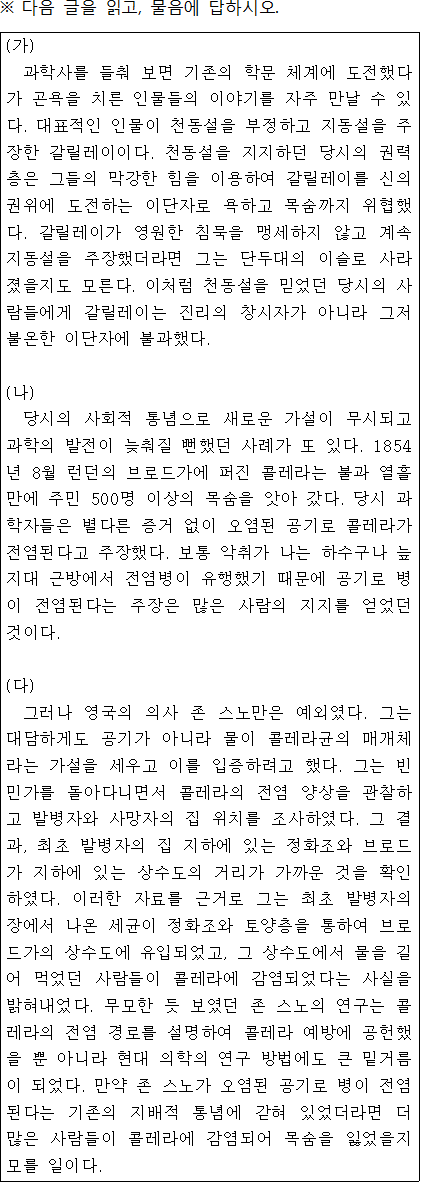 ※ 다음 글을 읽고, 물음에 답하시오.
(가)
과학사를 들춰 보면 기존의 학문 체계에 도전했다
가 곤욕을 치른 인물들의 이야기를 자주 만날 수 있
다. 대표적인 인물이 천동설을 부정하고 지동설을 주
장한 갈릴레이이다. 천동설을 지지하던 당시의 권력
층은 그들의 막강한 힘을 이용하여 갈릴레이를 신의
권위에 도전하는 이단자로 욕하고 목숨까지 위협했
다. 갈릴레이가 영원한 침묵을 맹세하지 않고 계속
지동설을 주장했더라면 그는 단두대의 이슬로 사라
졌을지도 모른다. 이처럼 천동설을 믿었던 당시의 사
람들에게 갈릴레이는 진리의 창시자가 아니라 그저
불온한 이단자에 불과했다.
(나)
당시의 사회적 통념으로 새로운 가설이 무시되고
과학의 발전이 늦춰질 뻔했던 사례가 또 있다. 1854
년 8월 런던의 브로드가에 퍼진 콜레라는 불과 열흘
만에 주민 500명 이상의 목숨을 앗아 갔다. 당시 과
학자들은 별다른 증거 없이 오염된 공기로 콜레라가
전염된다고 주장했다. 보통 악취가 나는 하수구나 늪
지대 근방에서 전염병이 유행했기 때문에 공기로 병
이 전염된다는 주장은 많은 사람의 지지를 얻었던
것이다.
(다)
그러나 영국의 의사 존 스노만은 예외였다. 그는
대담하게도 공기가 아니라 물이 콜레라균의 매개체
라는 가설을 세우고 이를 입증하려고 했다. 그는 빈
민가를 돌아다니면서 콜레라의 전염 양상을 관찰하
고 발병자와 사망자의 집 위치를 조사하였다. 그 결
과, 최초 발병자의 집 지하에 있는 정화조와 브로드
가 지하에 있는 상수도의 거리가 가까운 것을 확인
하였다. 이러한 자료를 근거로 그는 최초 발병자의
장에서 나온 세균이 정화조와 토양층을 통하여 브로
드가의 상수도에 유입되었고, 그 상수도에서 물을 길
어 먹었던 사람들이 콜레라에 감염되었다는 사실을
밝혀내었다. 무모한 듯 보였던 존 스노의 연구는 콜
레라의 전염 경로를 설명하여 콜레라 예방에 공헌했
을 뿐 아니라 현대 의학의 연구 방법에도 큰 밑거름
이 되었다. 만약 존 스노가 오염된 공기로 병이 전염
된다는 기존의 지배적 통념에 갇혀 있었더라면 더
많은 사람들이 콜레라에 감염되어 목숨을 잃었을지
모를 일이다.